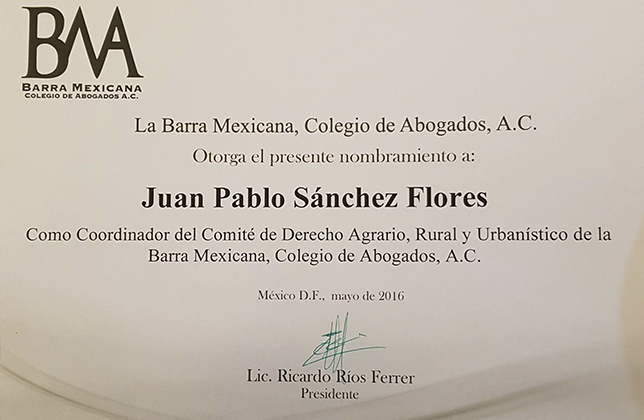 BMA
BARRA MEXICANA
COLEGIO DE ABOGADOS A.C.
La Barra Mexicana, Colegio de Abogados, A.C.
Otorga el presente nombramiento a:
Juan Pablo Sánchez Flores
Como Coordinador del Comité de Derecho Agrario, Rural y Urbanístico de la
Barra Mexicana, Colegio de Abogados, A.C.
México D.F., mayo de 2016
Lic. Ricardo Ríos Ferrer
Presidente